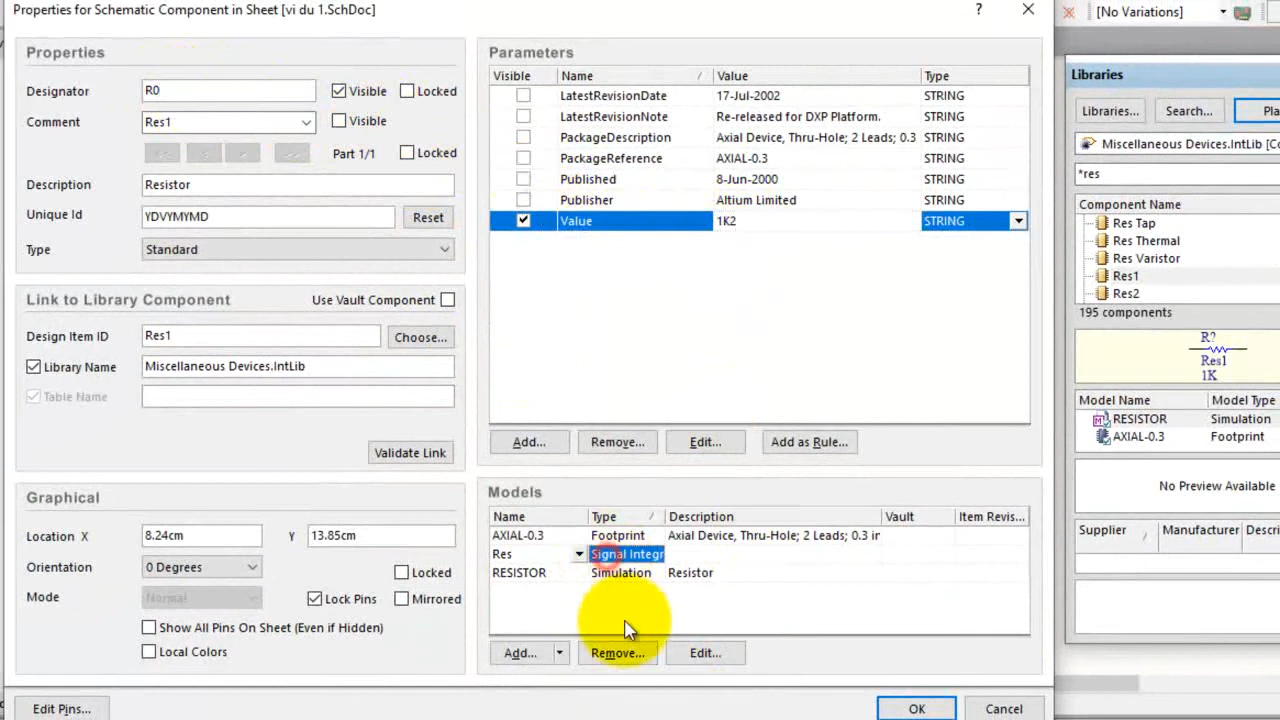 Properties for Schematic Component in Sheet [vi du 1.SchDoc]
?
[No Variations]
Properties
Designator
R0
Visible
Locked
Comment
Res1
Visible
<<
<
>
>>
Part 1/1
Locked
Description
Resistor
Unique Id
YDVYMYMD
Reset
Type
Standard
Link to Library Component
Use Vault Component
Design Item ID
Res1
Choose...
Library Name
Miscellaneous Devices.IntLib
Table Name
Validate Link
Graphical
Location X
8.24cm
Y
13.85cm
Orientation
0 Degrees
Locked
Mode
Normal
Lock Pins
Mirrored
Show All Pins On Sheet (Even if Hidden)
Local Colors
Edit Pins...
Parameters
Visible Name Value Type
LatestRevisionDate 17-Jul-2002 STRING
LatestRevisionNote Re-released for DXP Platform. STRING
PackageDescription Axial Device, Thru-Hole; 2 Leads; 0.3 STRING
PackageReference AXIAL-0.3 STRING
Published 8-Jun-2000 STRING
Publisher Altium Limited STRING
Value 1K2 STRING
Add...
Remove...
Edit...
Add as Rule...
Models
Name Type Description Vault Item Revis...
AXIAL-0.3 Footprint Axial Device, Thru-Hole; 2 Leads; 0.3 in
Res Signal Integr
RESISTOR Simulation Resistor
Add...
Remove...
Edit...
OK
Cancel
Libraries
Libraries...
Search...
Pla
Miscellaneous Devices.IntLib [Co
*res
Component Name
Res Tap
Res Thermal
Res Varistor
Res1
Res2
195 components
R?
Res1
1K
Model Name Model Type
RESISTOR Simulation
AXIAL-0.3 Footprint
No Preview Available
Supplier Manufacturer Descri